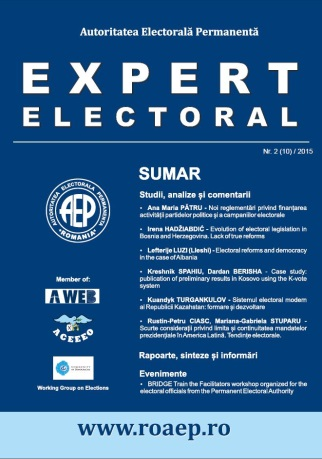 Autoritatea Electorală Permanentă
EXPERT
ELECTORAL
Nr. 2 (10) / 2015
SUMAR
Studii, analize și comentarii
• Ana Maria PĂTRU - Noi reglementări privind finanțarea
activității partidelor politice și a campaniilor electorale
• Irena HADŽIABDIĆ - Evolution of electoral legislation in
Bosnia and Herzegovina. Lack of true reforms
• Lefterije LUZI (Lleshi) - Electoral reforms and democracy
in the case of Albania
• Kreshnik SPAHIU, Dardan BERISHA - Case study:
publication of preliminary results in Kosovo using the K-vote
system
• Kuandyk TURGANKULOV - Sistemul electoral modern
al Republicii Kazahstan: formare și dezvoltare
• Rustin-Petru CIASC, Mariana-Gabriela STUPARU -
Scurte considerații privind limita și continuitatea mandatelor
prezidențiale în America Latină. Tendințe electorale.
Rapoarte, sinteze și informări
Evenimente
• BRIDGE Train the Facilitators workshop organized for the
electoral officials from the Permanent Electoral Authority
AUTORITATEA ELECTORALĂ PERMANENTĂ
AEP
*ROMÂNIA*
Member of:
A WEB
ACEEEO
Working Group on Elections
www.roaep.ro